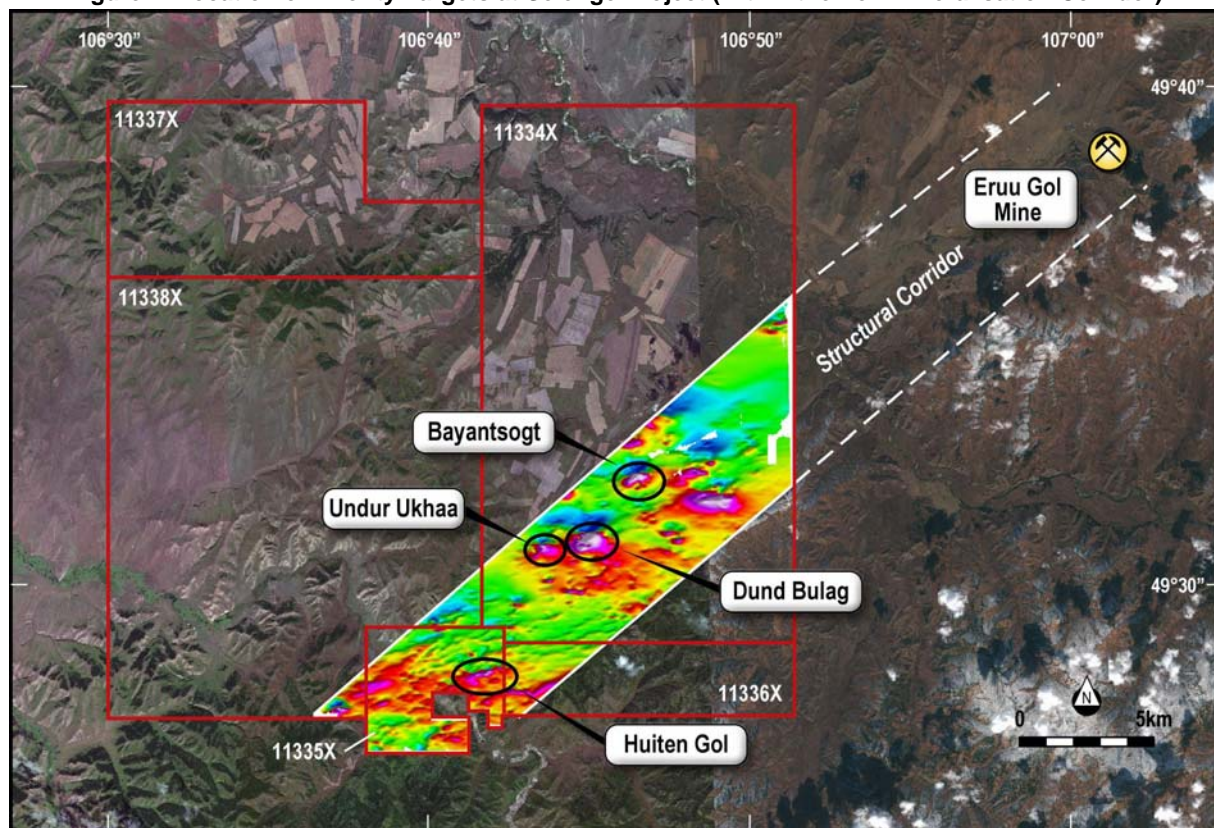 106°30"
106°40"
106°50"
107°00"
49°40"
11337X
11334X
Eruu Gol
Mine
11338X
Structural Corridor
Bayantsogt
Undur Ukhaa
Dund Bulag
49°30"
11336X
N
0
5km
11335X
Huiten Gol